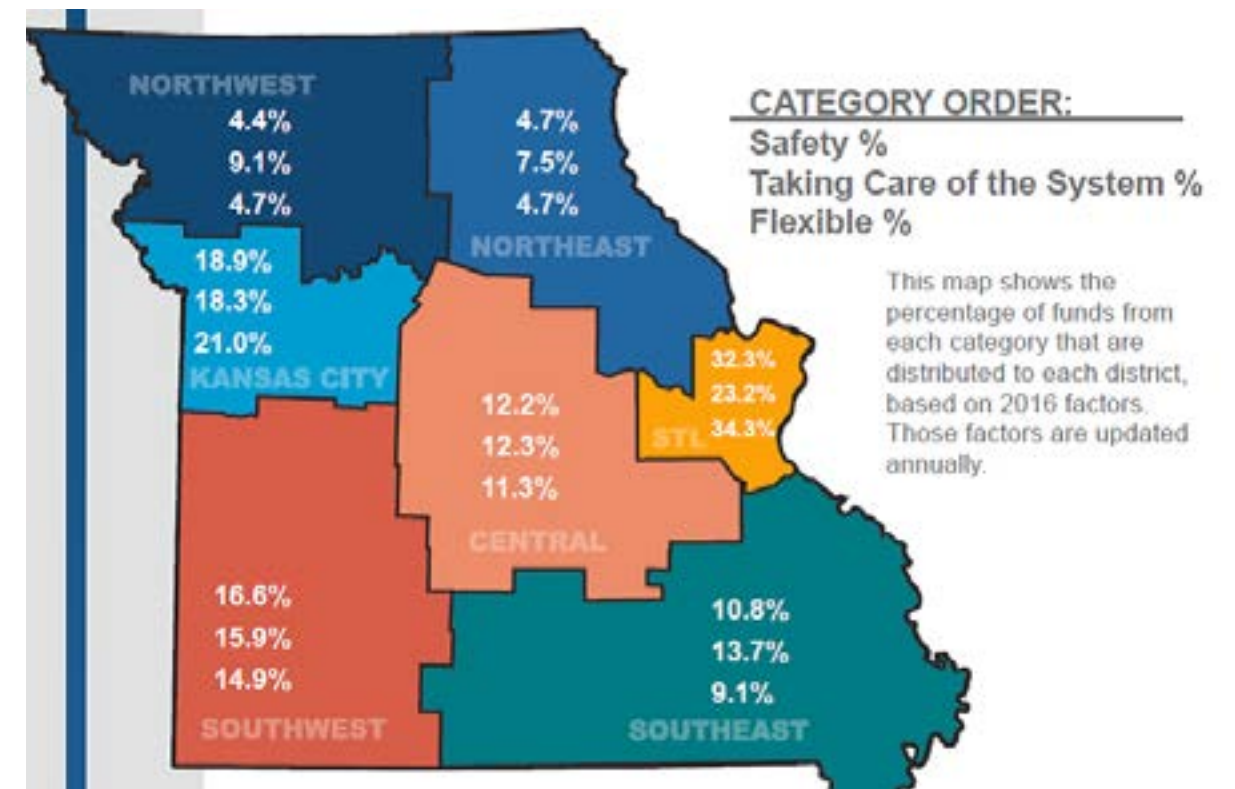 NORTHWEST
4.4%
9.1%
4.7%
4.7%
7.5%
4.7%
NORTHEAST
CATEGORY ORDER:
Safety %
Taking Care of the System %
Flexible %
This map shows the
percentage of funds from
each category that are
distributed to each district,
based on 2016 factors.
Those factors are updated
annually.
18.9%
18.3%
21.0%
KANSAS CITY
12.2%
12.3%
11.3%
CENTRAL
32.3%
23.2%
34.3%
STL
16.6%
15.9%
14.9%
SOUTHWEST
10.8%
13.7%
9.1%
SOUTHEAST